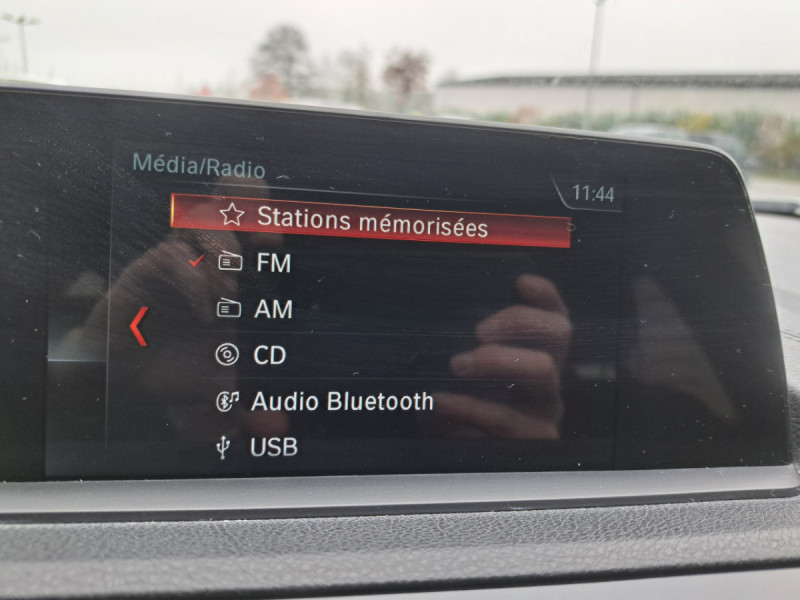 Média/Radio
11:44
Stations mémorisées
FM
AM
CD
Audio Bluetooth
USB